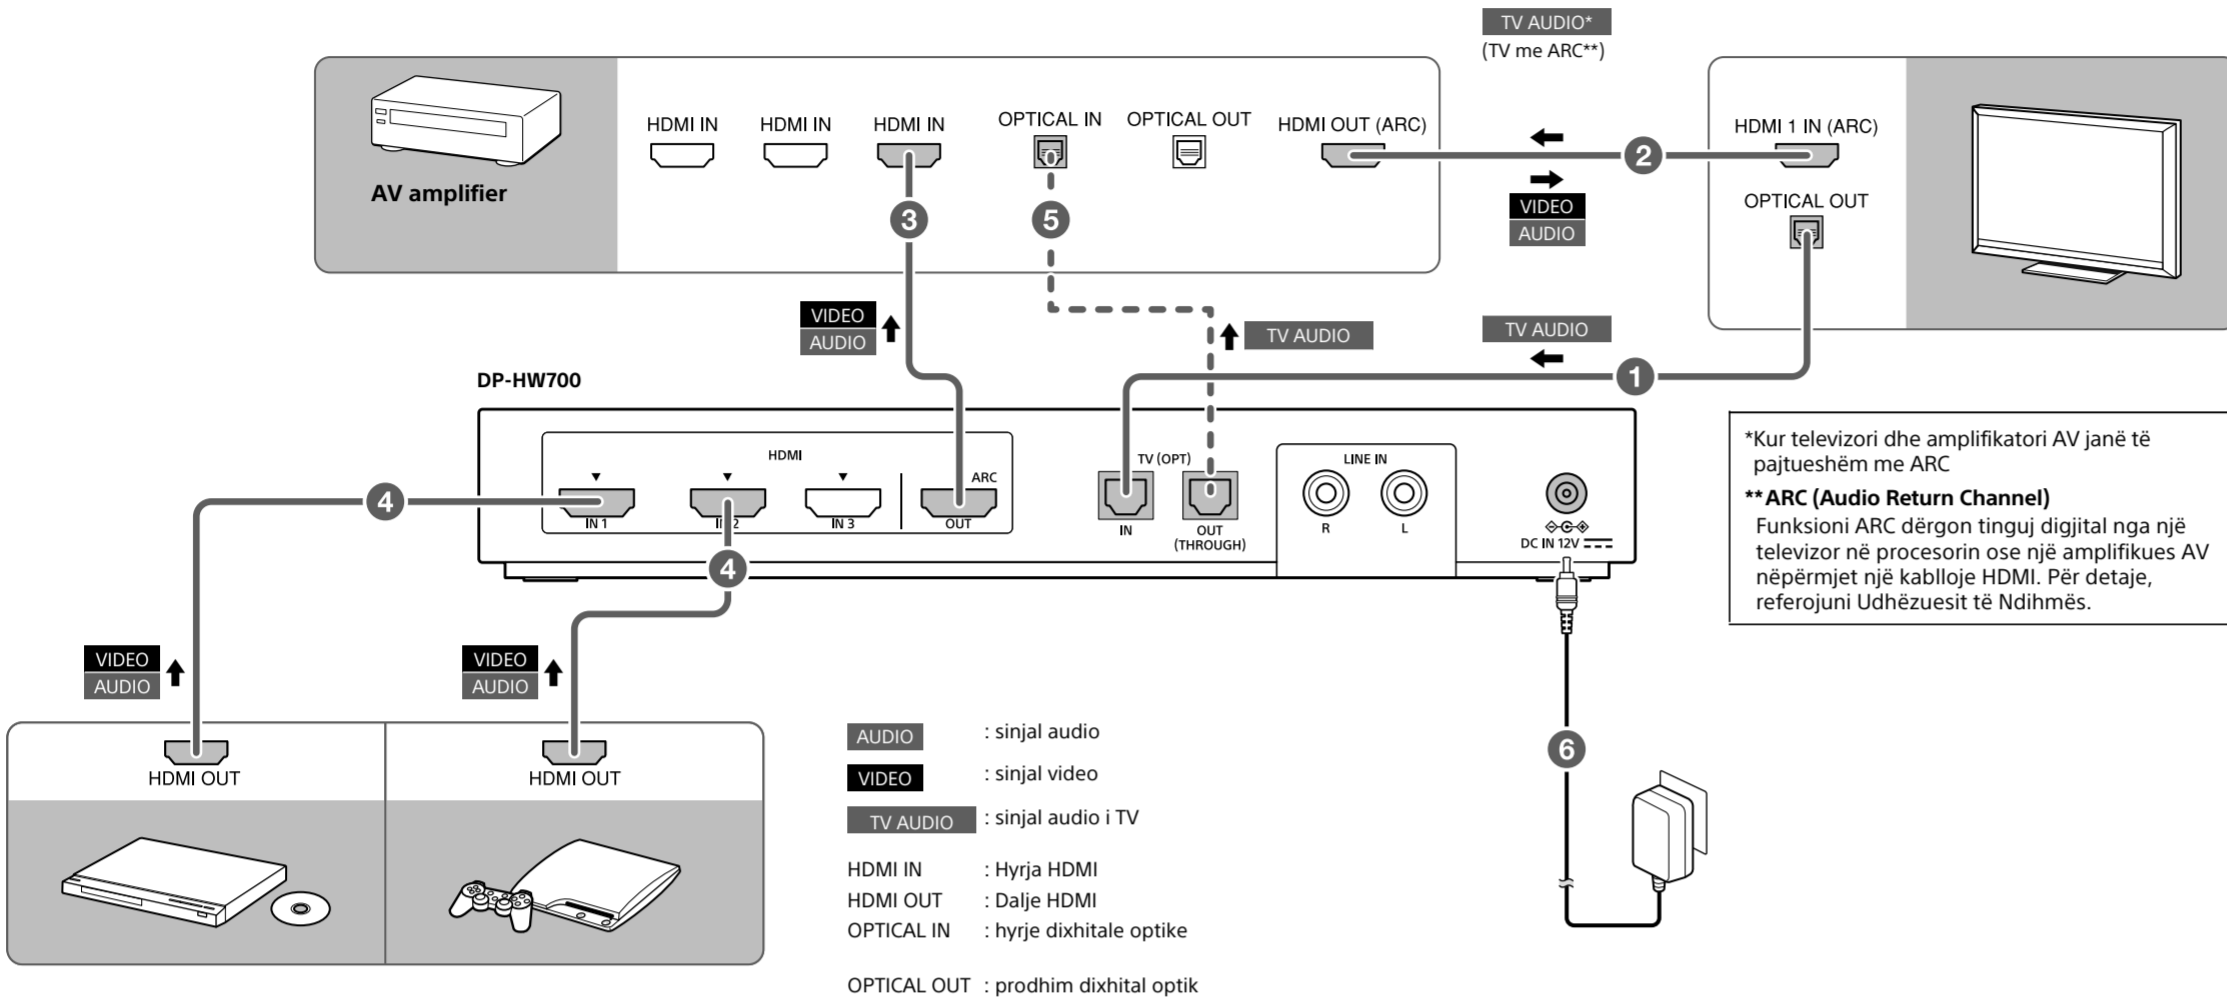 TV AUDIO*
(TV me ARC**)
AV amplifier
HDMI IN
HDMI IN
HDMI IN
OPTICAL IN
OPTICAL OUT
HDMI OUT (ARC)
HDMI 1 IN (ARC)
OPTICAL OUT
2
VIDEO
AUDIO
3
5
VIDEO
AUDIO
TV AUDIO
TV AUDIO
1
DP-HW700
HDMI
ARC
IN 1
IN 2
IN 3
OUT
TV (OPT)
IN
OUT
(THROUGH)
LINE IN
R
L
DC IN 12V
4
4
*Kur televizori dhe amplifikatori AV janë të
pajtueshëm me ARC
**ARC (Audio Return Channel)
Funksioni ARC dërgon tinguj digjital nga një
televizor në procesorin ose një amplifikues AV
nëpërmjet një kablloje HDMI. Për detaje,
referojuni Udhëzuesit të Ndihmës.
VIDEO
AUDIO
VIDEO
AUDIO
HDMI OUT
HDMI OUT
6
AUDIO : sinjal audio
VIDEO : sinjal video
TV AUDIO : sinjal audio i TV
HDMI IN : Hyrja HDMI
HDMI OUT : Dalje HDMI
OPTICAL IN : hyrje dixhitale optike
OPTICAL OUT : prodhim dixhital optik